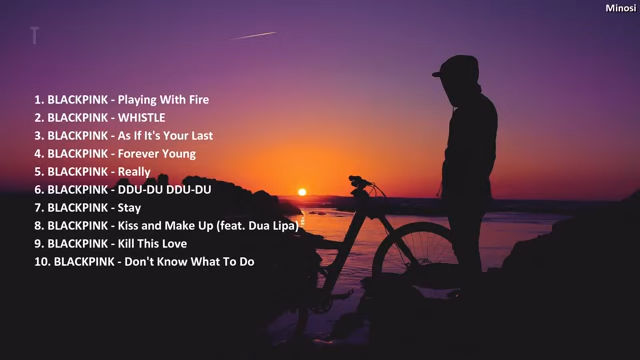 Minosi
T
1. BLACKPINK - Playing With Fire
2. BLACKPINK - WHISTLE
3. BLACKPINK - As If It's Your Last
4. BLACKPINK - Forever Young
5. BLACKPINK - Really
6. BLACKPINK - DDU-DU DDU-DU
7. BLACKPINK - Stay
8. BLACKPINK - Kiss and Make Up (feat. Dua Lipa)
9. BLACKPINK - Kill This Love
10. BLACKPINK - Don't Know What To Do